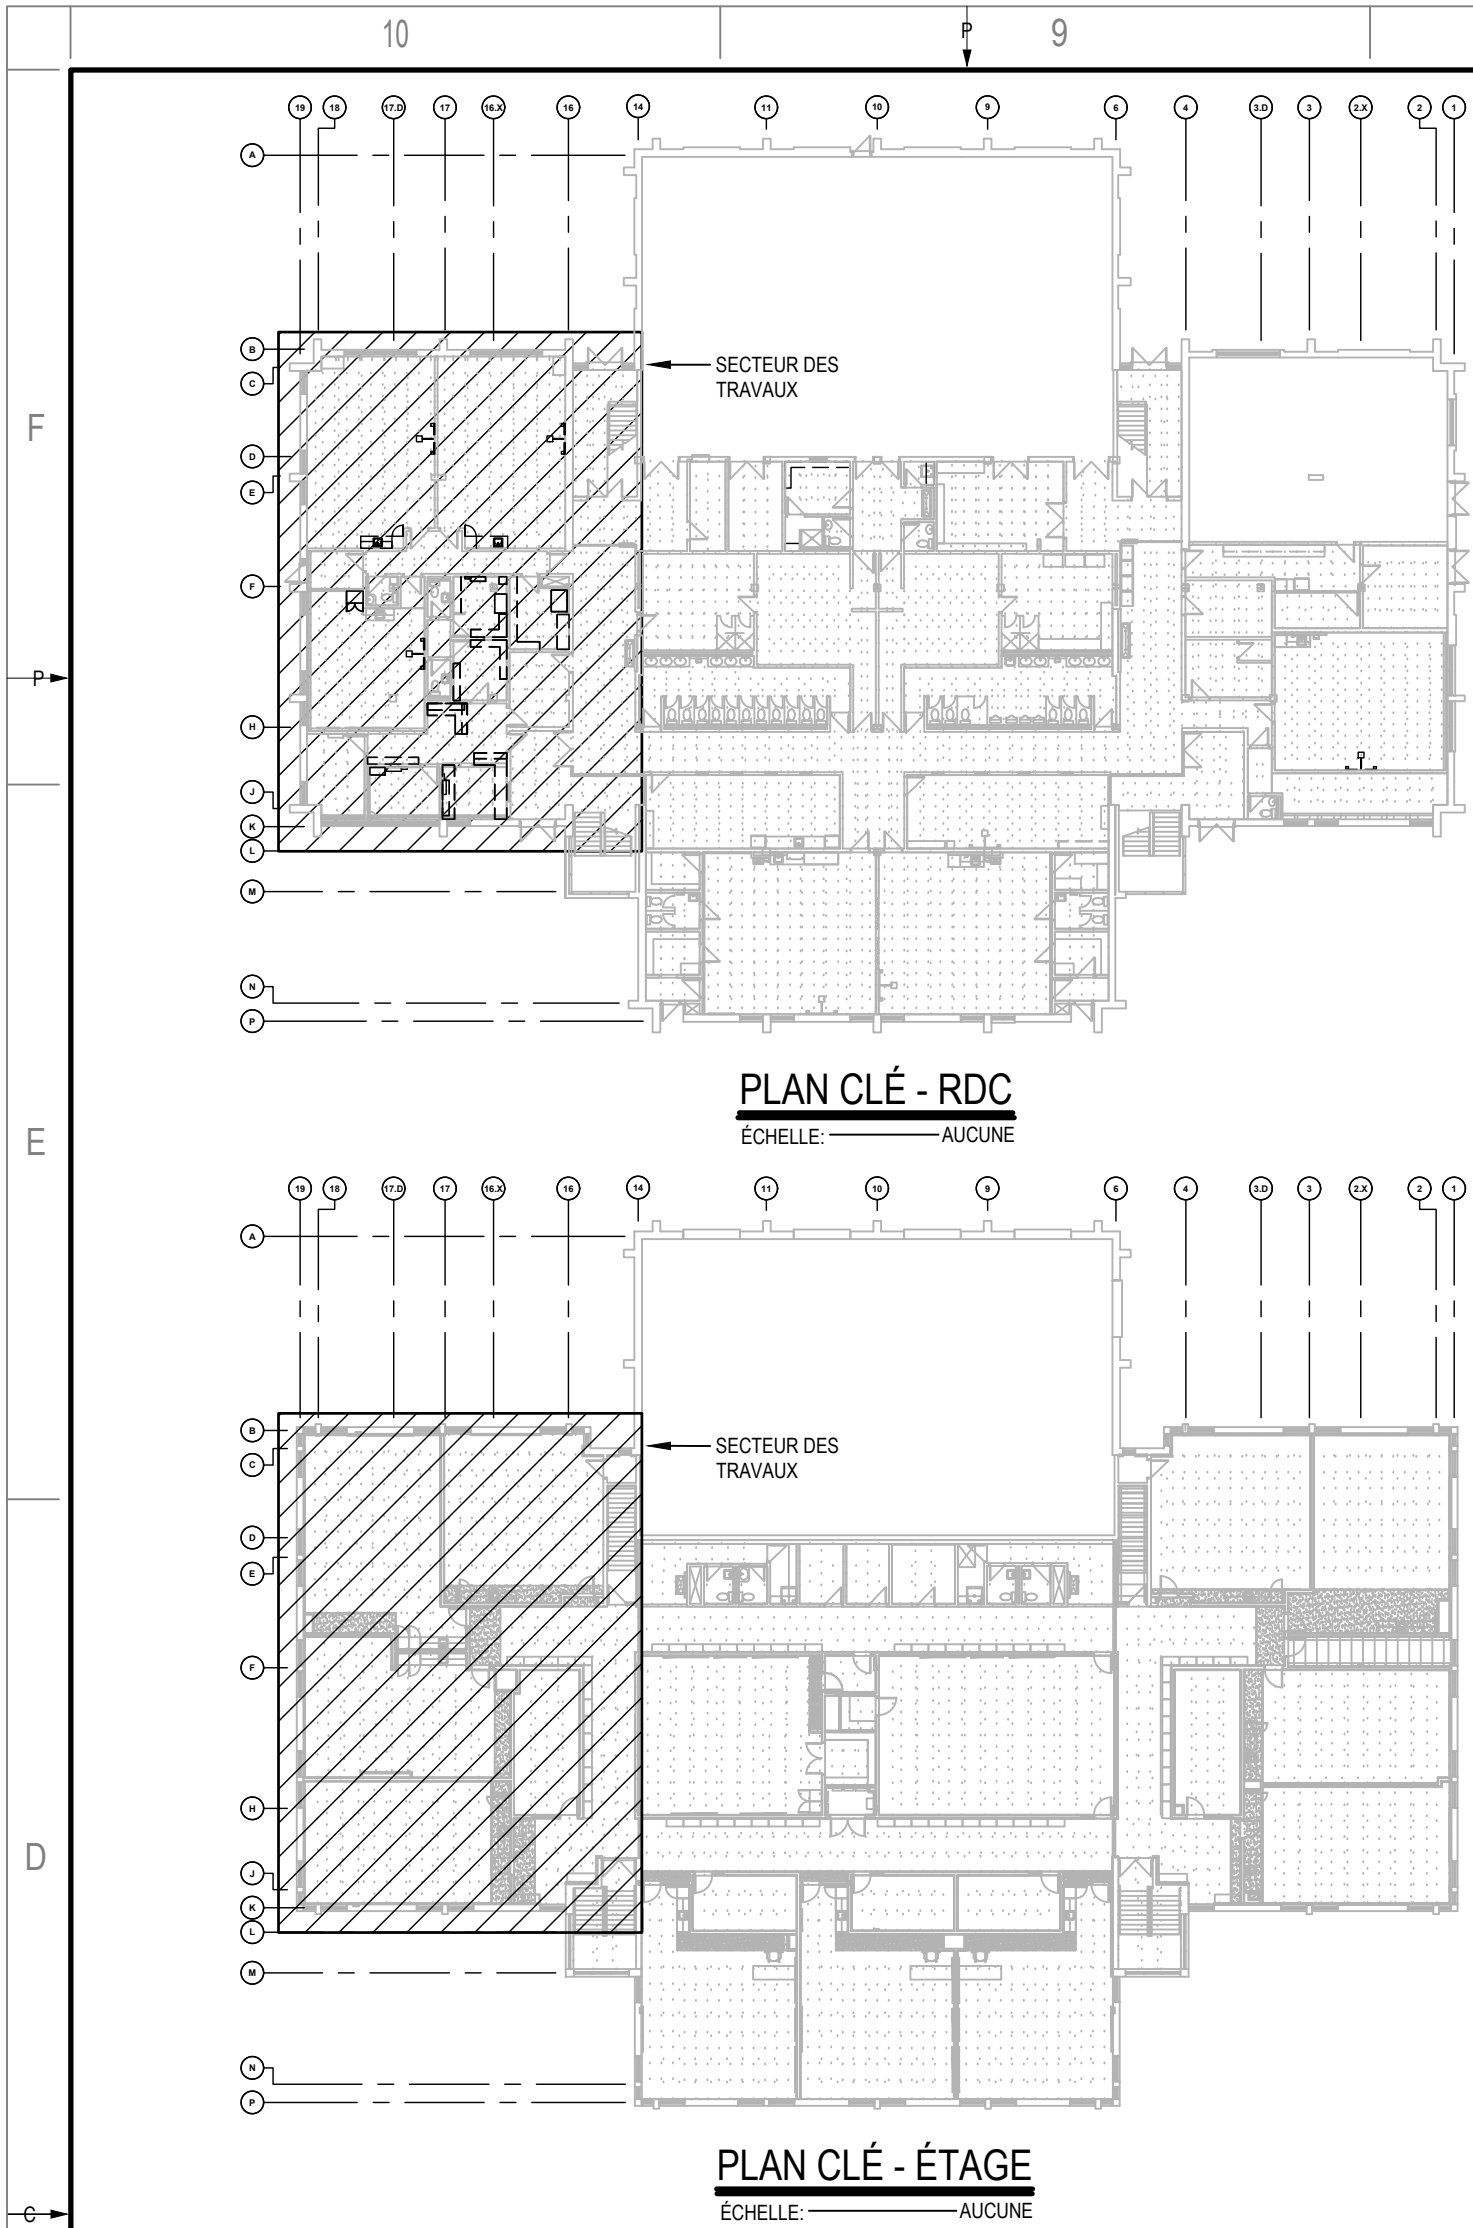 10
P
9
19 18 17.D 17 16.X 16 14 11 10 9 6 4 3.D 3 2.X 2 1
A
B
SECTEUR DES
TRAVAUX
C
F
D
E
F
P
H
J
K
L
M
N
P
PLAN CLÉ - RDC
ÉCHELLE: AUCUNE
E
19 18 17.D 17 16.X 16 14 11 10 9 6 4 3.D 3 2.X 2 1
A
B
SECTEUR DES
TRAVAUX
C
D
E
F
H
D
J
K
L
M
N
P
PLAN CLÉ - ÉTAGE
ÉCHELLE: AUCUNE
C